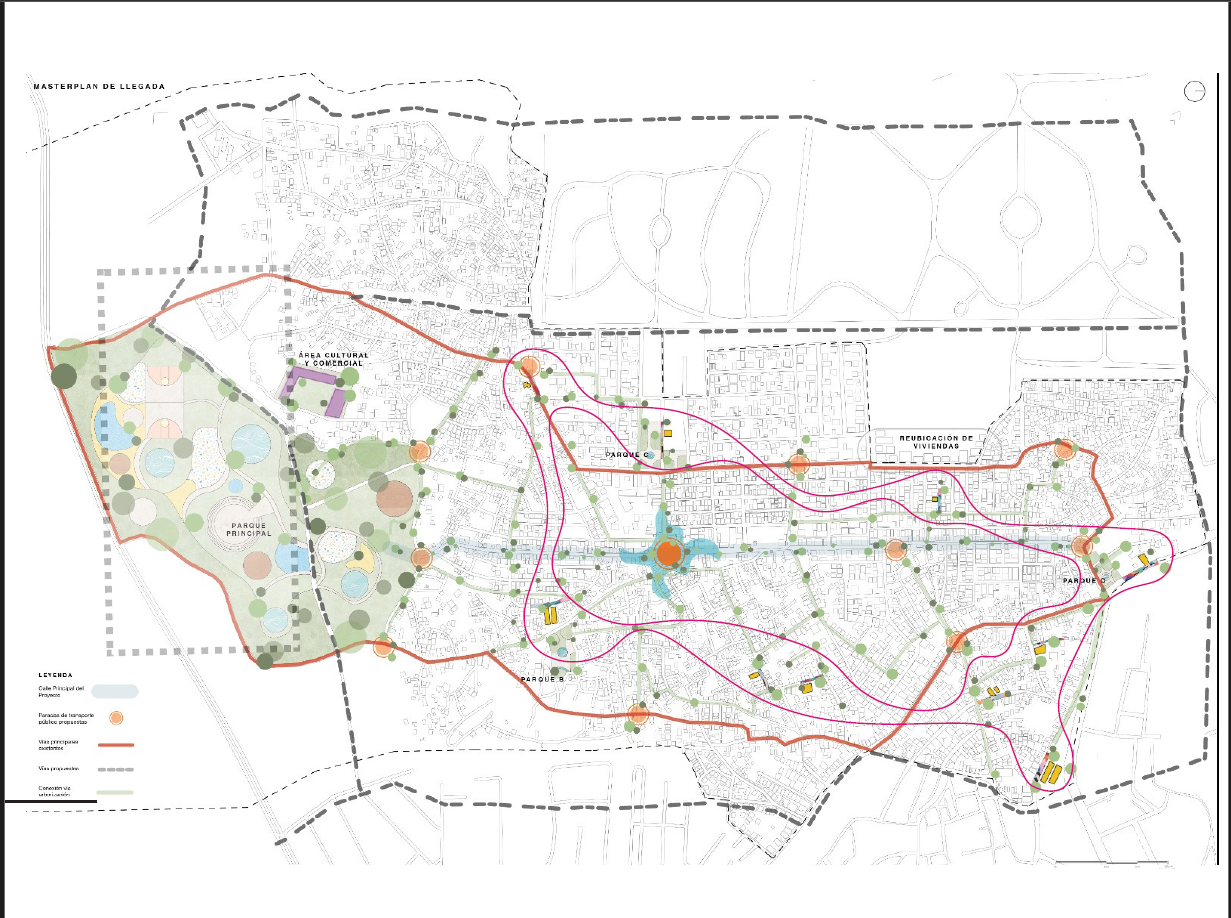 MASTERPLAN DE LLEGADA
ÁREA CULTURAL
Y COMERCIAL
PARQUE C
REUBICACIÓN DE
VIVIENDAS
PARQUE
PRINCIPAL
PARQUE D
PARQUE B
LEYENDA
Calle Principal del
Proyecto
Paradas de transporte
público propuestas
Vías principales
existentes
Vías propuestas
Conexión vía
urbanización